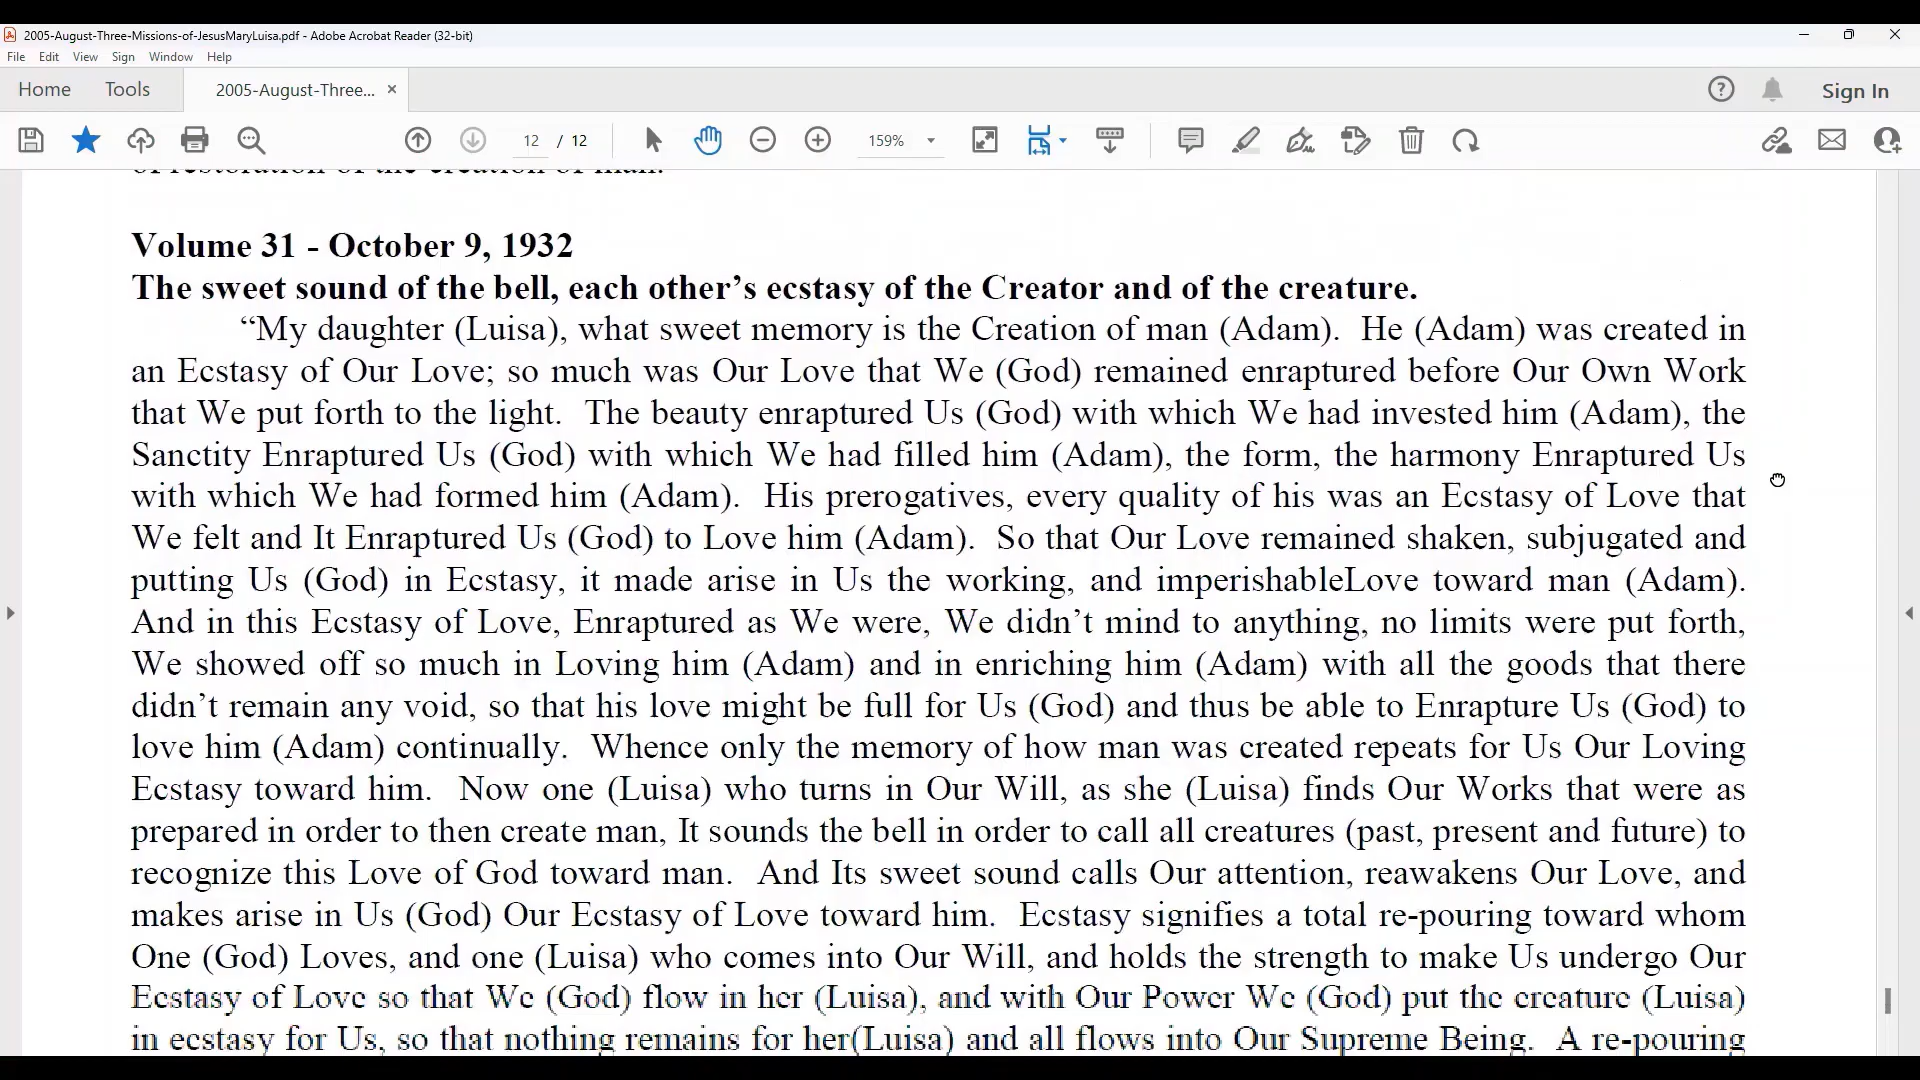 2005-August-Three-Missions-of-JesusMaryLuisa.pdf - Adobe Acrobat Reader (32-bit)
File Edit View Sign Window Help
Home Tools 2005-August-Three... × Sign In
12 / 12 159%
of restoration of the creation of man.
Volume 31 - October 9, 1932
The sweet sound of the bell, each other’s ecstasy of the Creator and of the creature.
“My daughter (Luisa), what sweet memory is the Creation of man (Adam). He (Adam) was created in
an Ecstasy of Our Love; so much was Our Love that We (God) remained enraptured before Our Own Work
that We put forth to the light. The beauty enraptured Us (God) with which We had invested him (Adam), the
Sanctity Enraptured Us (God) with which We had filled him (Adam), the form, the harmony Enraptured Us
with which We had formed him (Adam). His prerogatives, every quality of his was an Ecstasy of Love that
We felt and It Enraptured Us (God) to Love him (Adam). So that Our Love remained shaken, subjugated and
putting Us (God) in Ecstasy, it made arise in Us the working, and imperishableLove toward man (Adam).
And in this Ecstasy of Love, Enraptured as We were, We didn’t mind to anything, no limits were put forth,
We showed off so much in Loving him (Adam) and in enriching him (Adam) with all the goods that there
didn’t remain any void, so that his love might be full for Us (God) and thus be able to Enrapture Us (God) to
love him (Adam) continually. Whence only the memory of how man was created repeats for Us Our Loving
Ecstasy toward him. Now one (Luisa) who turns in Our Will, as she (Luisa) finds Our Works that were as
prepared in order to then create man, It sounds the bell in order to call all creatures (past, present and future) to
recognize this Love of God toward man. And Its sweet sound calls Our attention, reawakens Our Love, and
makes arise in Us (God) Our Ecstasy of Love toward him. Ecstasy signifies a total re-pouring toward whom
One (God) Loves, and one (Luisa) who comes into Our Will, and holds the strength to make Us undergo Our
Ecstasy of Love so that We (God) flow in her (Luisa), and with Our Power We (God) put the creature (Luisa)
in ecstasy for Us, so that nothing remains for her(Luisa) and all flows into Our Supreme Being. A re-pouring